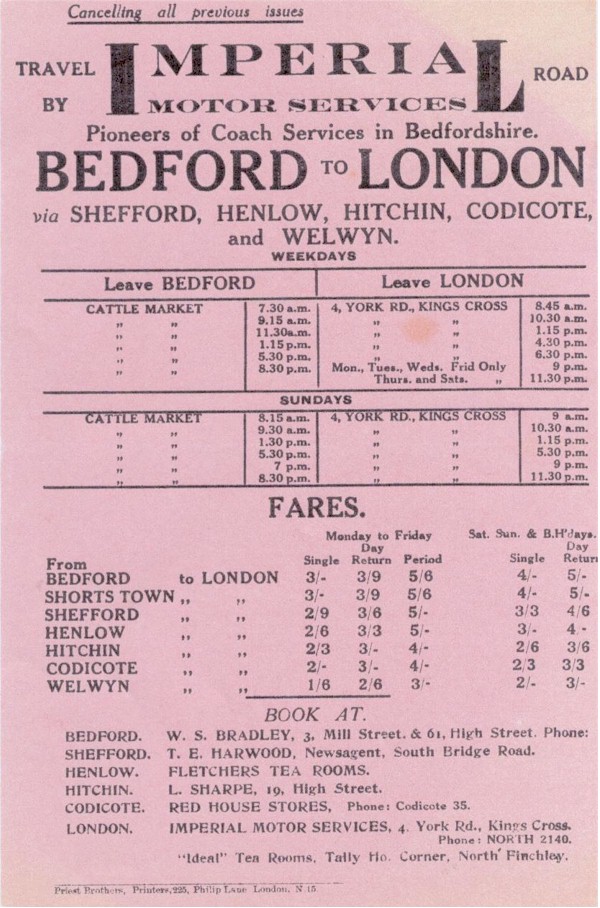 Cancelling all previous issues
TRAVEL BY IMPERIAL MOTOR SERVICES ROAD
Pioneers of Coach Services in Bedfordshire.
BEDFORD TO LONDON
via SHEFFORD, HENLOW, HITCHIN, CODICOTE,
and WELWYN.
WEEKDAYS
Leave BEDFORD Leave LONDON
CATTLE MARKET 7.30 a.m. 4, YORK RD., KINGS CROSS 8.45 a.m.
„ „ 9.15 a.m. „ „ 10.30 a.m.
„ „ 11.30a.m. „ „ 1.15 p.m.
„ „ 1.15 p.m. „ „ 4.30 p.m.
„ „ 5.30 p.m. „ „ 6.30 p.m.
„ „ 8.30 p.m. Mon., Tues., Weds. Frid Only 9 p.m.
Thurs. and Sats. „ 11.30 p.m.
SUNDAYS
CATTLE MARKET 8.15 a.m. 4, YORK RD., KINGS CROSS 9 a.m.
„ „ 9.30 a.m. „ „ 10.30 a.m.
„ „ 1.30 p.m. „ „ 1.15 p.m.
„ „ 5.30 p.m. „ „ 5.30 p.m.
„ „ 7 p.m. „ „ 9 p.m.
„ „ 8.30 p.m. „ „ 11.30 p.m.
FARES.
Monday to Friday Sat. Sun. & B.H'days.
Day Day
From Single Return Period Single Return
BEDFORD to LONDON 3/- 3/9 5/6 4/- 5/-
SHORTS TOWN „ „ 3/- 3/9 5/6 4/- 5/-
SHEFFORD „ „ 2/9 3/6 5/- 3/3 4/6
HENLOW „ „ 2/6 3/3 5/- 3/- 4/-
HITCHIN „ „ 2/3 3/- 4/- 2/6 3/6
CODICOTE „ „ 2/- 3/- 4/- 2/3 3/3
WELWYN „ „ 1/6 2/6 3/- 2/- 3/-
BOOK AT.
BEDFORD. W. S. BRADLEY, 3, Mill Street. & 61, High Street. Phone:
SHEFFORD. T. E. HARWOOD, Newsagent, South Bridge Road.
HENLOW. FLETCHERS TEA ROOMS.
HITCHIN. L. SHARPE, 19, High Street.
CODICOTE. RED HOUSE STORES, Phone: Codicote 35.
LONDON. IMPERIAL MOTOR SERVICES, 4. York Rd., Kings Cross.
Phone: NORTH 2140.
"Ideal" Tea Rooms, Tally Ho. Corner, North Finchley.
Priest Brothers, Printers, 225, Philip Lane London, N.15.